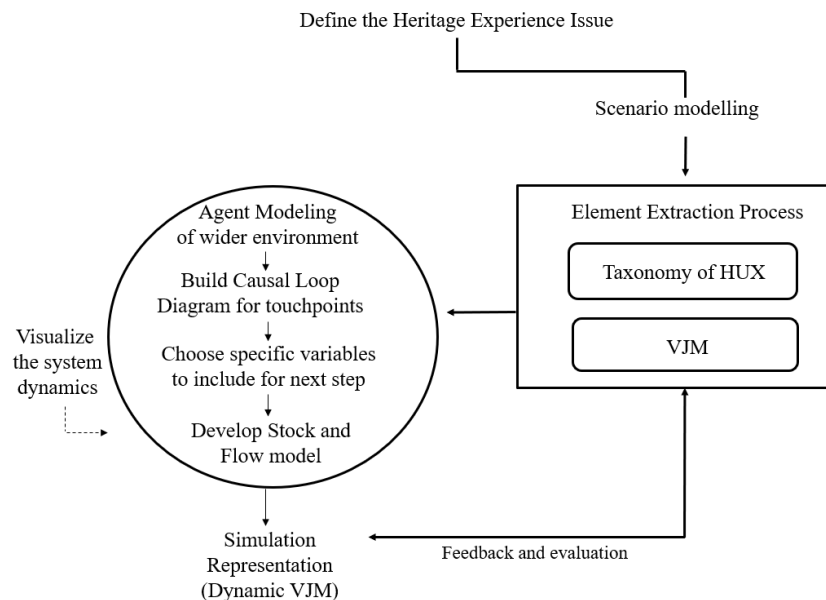 Define the Heritage Experience Issue
Scenario modelling
Element Extraction Process
Taxonomy of HUX
VJM
Agent Modeling
of wider environment
Build Causal Loop
Diagram for touchpoints
Choose specific variables
to include for next step
Develop Stock and
Flow model
Visualize
the system
dynamics
Simulation
Representation
(Dynamic VJM)
Feedback and evaluation